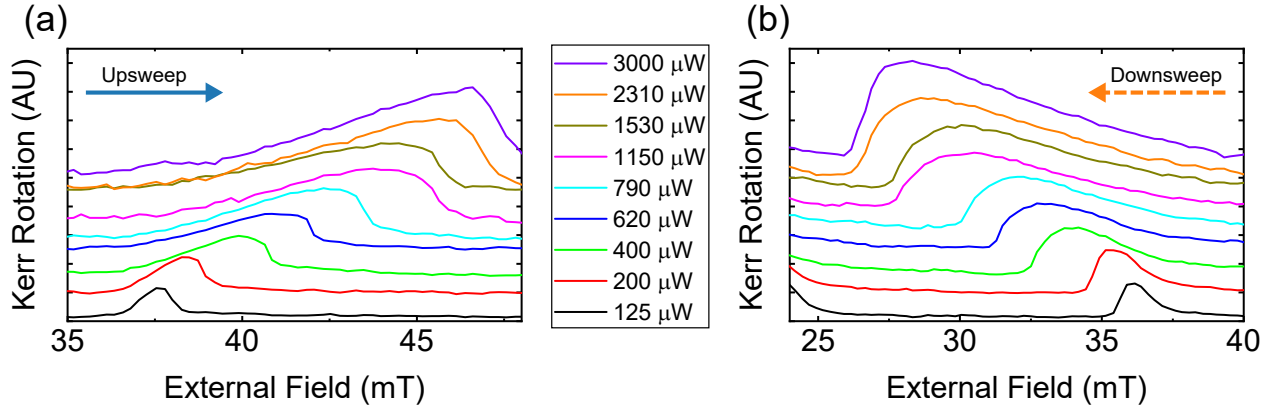 (a)
Kerr Rotation (AU)
Upsweep
35
40
45
External Field (mT)
3000 μW
2310 μW
1530 μW
1150 μW
790 μW
620 μW
400 μW
200 μW
125 μW
(b)
Kerr Rotation (AU)
Downsweep
25
30
35
40
External Field (mT)